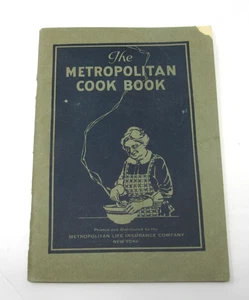 The
METROPOLITAN
COOK BOOK
Printed and Distributed by the
METROPOLITAN LIFE INSURANCE COMPANY
NEW YORK